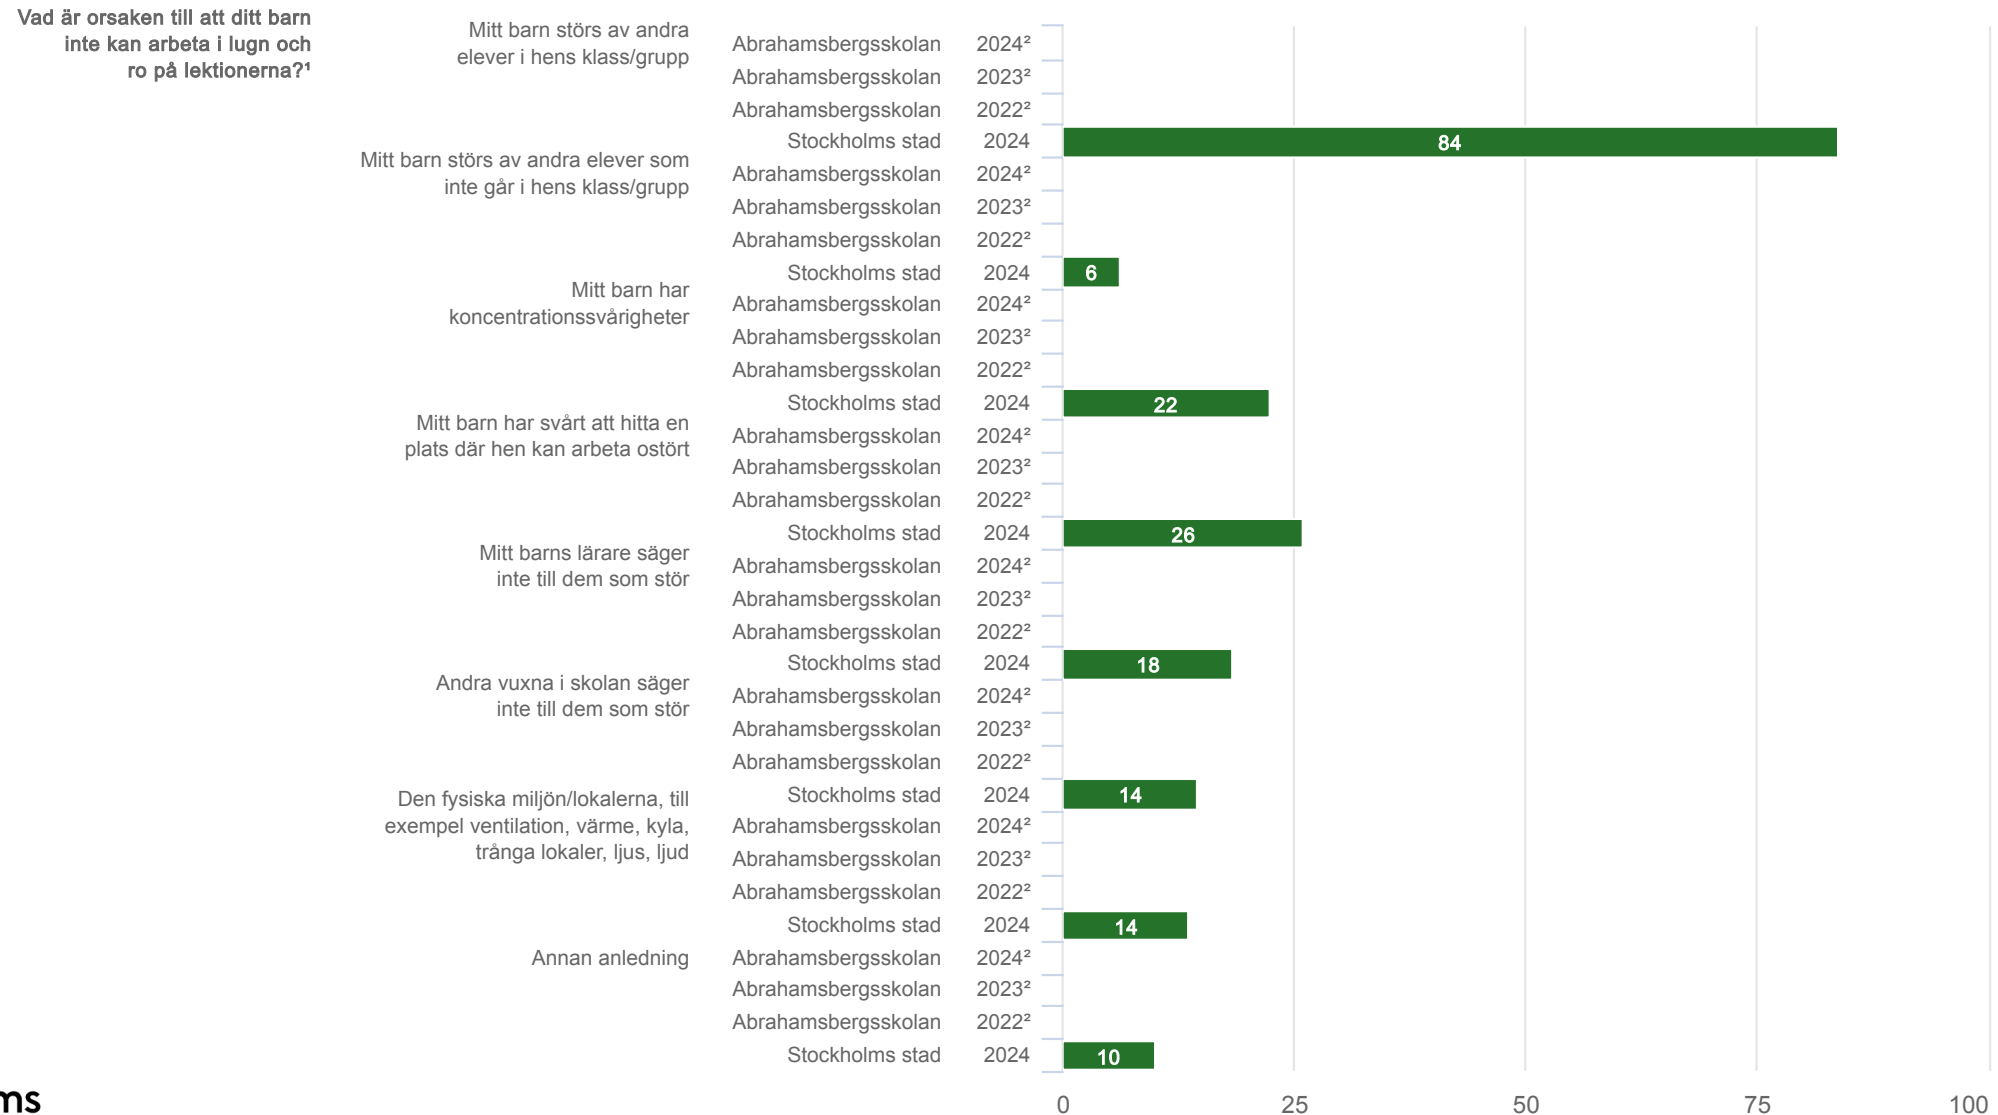 Vad är orsaken till att ditt barn
inte kan arbeta i lugn och
ro på lektionerna?¹
Mitt barn störs av andra
elever i hens klass/grupp
Abrahamsbergsskolan 2024²
Abrahamsbergsskolan 2023²
Abrahamsbergsskolan 2022²
Stockholms stad 2024 84
Mitt barn störs av andra elever som
inte går i hens klass/grupp
Abrahamsbergsskolan 2024²
Abrahamsbergsskolan 2023²
Abrahamsbergsskolan 2022²
Stockholms stad 2024 6
Mitt barn har
koncentrationssvårigheter
Abrahamsbergsskolan 2024²
Abrahamsbergsskolan 2023²
Abrahamsbergsskolan 2022²
Stockholms stad 2024 22
Mitt barn har svårt att hitta en
plats där hen kan arbeta ostört
Abrahamsbergsskolan 2024²
Abrahamsbergsskolan 2023²
Abrahamsbergsskolan 2022²
Stockholms stad 2024 26
Mitt barns lärare säger
inte till dem som stör
Abrahamsbergsskolan 2024²
Abrahamsbergsskolan 2023²
Abrahamsbergsskolan 2022²
Stockholms stad 2024 18
Andra vuxna i skolan säger
inte till dem som stör
Abrahamsbergsskolan 2024²
Abrahamsbergsskolan 2023²
Abrahamsbergsskolan 2022²
Stockholms stad 2024 14
Den fysiska miljön/lokalerna, till
exempel ventilation, värme, kyla,
trånga lokaler, ljus, ljud
Abrahamsbergsskolan 2024²
Abrahamsbergsskolan 2023²
Abrahamsbergsskolan 2022²
Stockholms stad 2024 14
Annan anledning
Abrahamsbergsskolan 2024²
Abrahamsbergsskolan 2023²
Abrahamsbergsskolan 2022²
Stockholms stad 2024 10
0 25 50 75 100